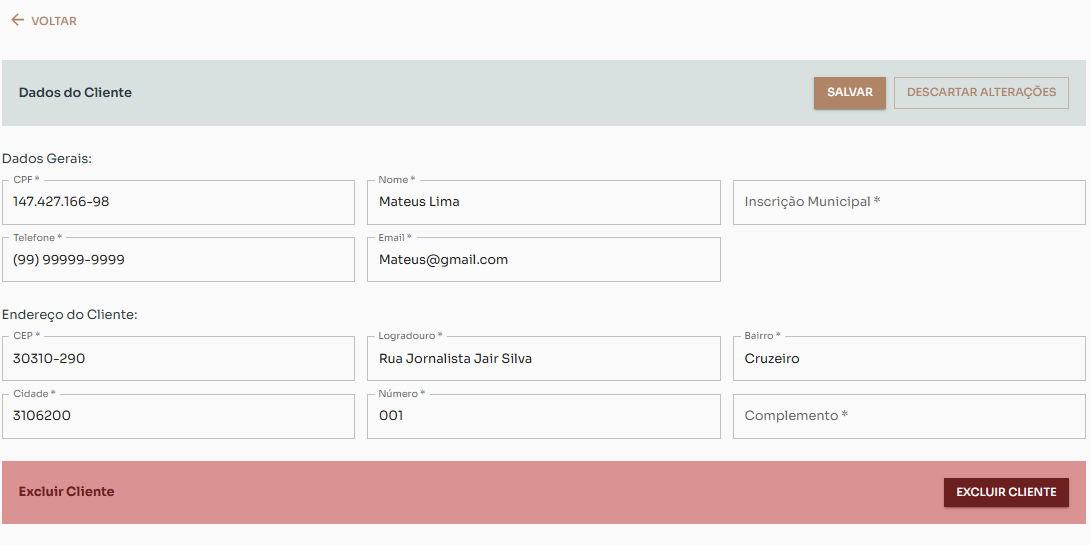 VOLTAR
Dados do Cliente
SALVAR
DESCARTAR ALTERAÇÕES
Dados Gerais:
CPF *
147.427.166-98
Nome *
Mateus Lima
Inscrição Municipal *
Telefone *
(99) 99999-9999
Email *
Mateus@gmail.com
Endereço do Cliente:
CEP *
30310-290
Logradouro *
Rua Jornalista Jair Silva
Bairro *
Cruzeiro
Cidade *
3106200
Número *
001
Complemento *
Excluir Cliente
EXCLUIR CLIENTE